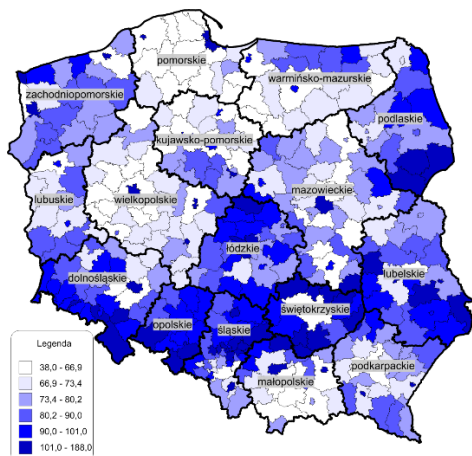 pomorskie
warmińsko-mazurskie
zachodniopomorskie
podlaskie
kujawsko-pomorskie
mazowieckie
lubuskie
wielkopolskie
łódzkie
dolnośląskie
lubelskie
opolskie
śląskie
świętokrzyskie
małopolskie
podkarpackie
Legenda
38,0 - 66,9
66,9 - 73,4
73,4 - 80,2
80,2 - 90,0
90,0 - 101,0
101,0 - 188,0